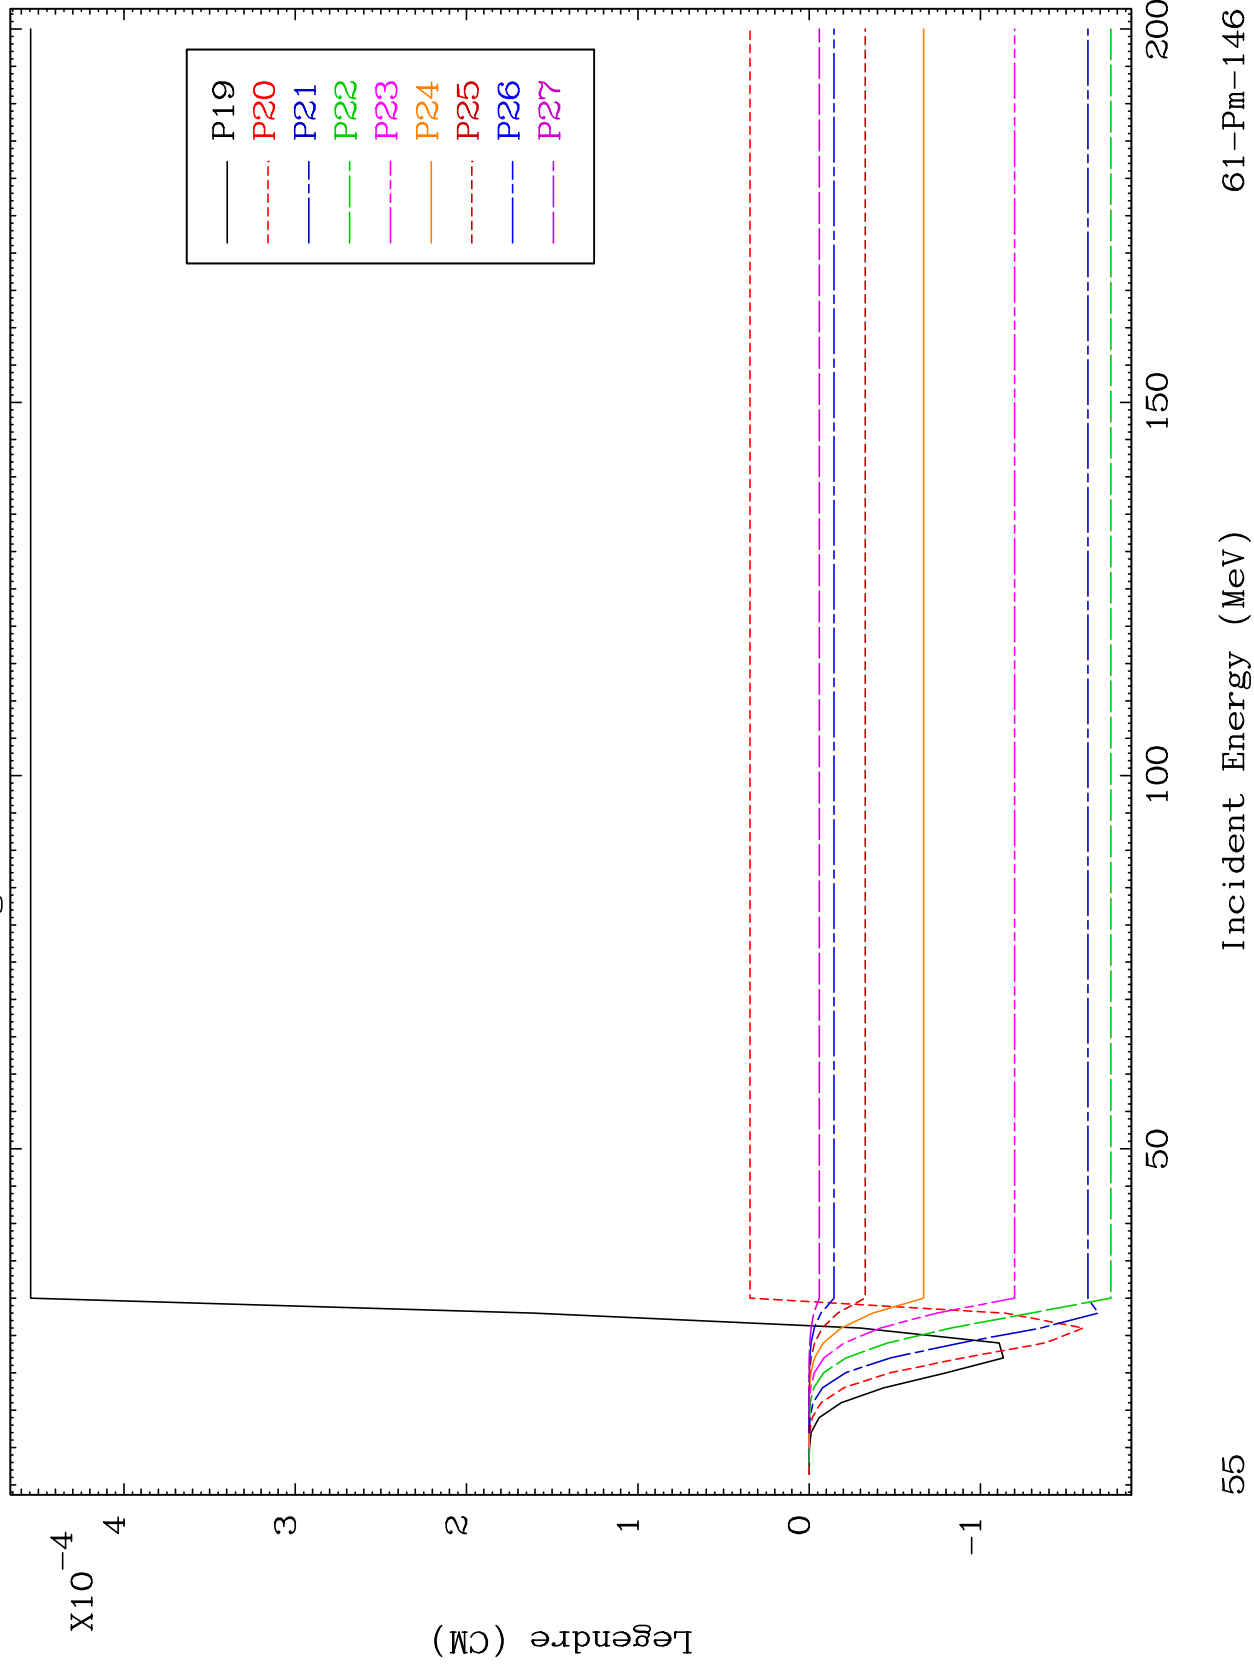 X10^-4
4
3
2
1
0
-1
Legendre (CM)
P19
P20
P21
P22
P23
P24
P25
P26
P27
50
100
150
200
Incident Energy (MeV)
55
61-Pm-146